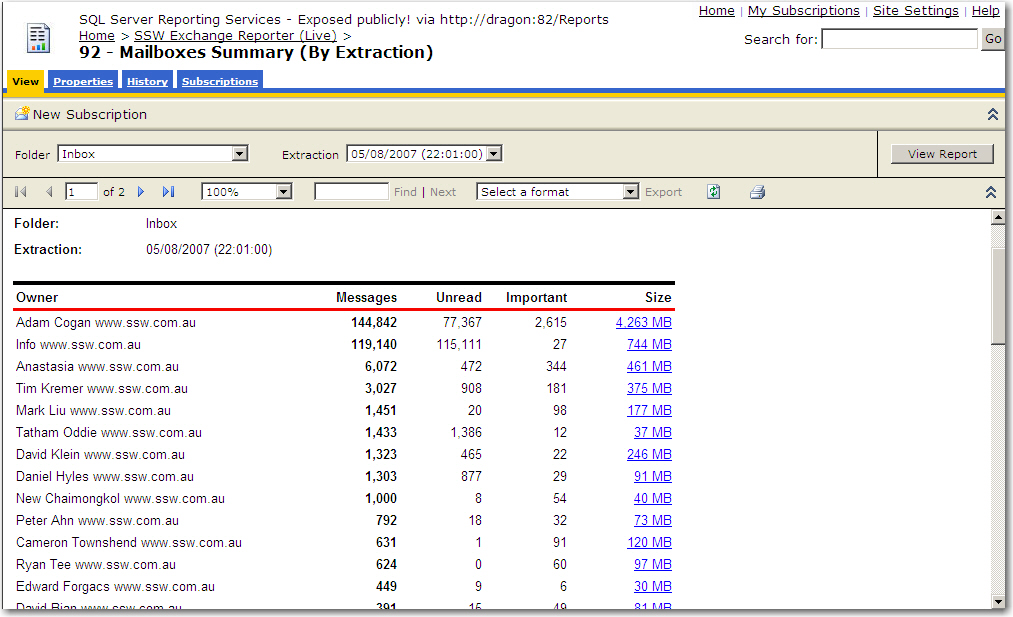 SQL Server Reporting Services - Exposed publicly! via http://dragon:82/Reports
Home | My Subscriptions | Site Settings | Help
Home > SSW Exchange Reporter (Live) >
92 - Mailboxes Summary (By Extraction)
Search for: Go
View Properties History Subscriptions
New Subscription
Folder Inbox Extraction 05/08/2007 (22:01:00) View Report
1 of 2 100% Find | Next Select a format Export
Folder: Inbox
Extraction: 05/08/2007 (22:01:00)
Owner Messages Unread Important Size
Adam Cogan www.ssw.com.au 144,842 77,367 2,615 4,263 MB
Info www.ssw.com.au 119,140 115,111 27 744 MB
Anastasia www.ssw.com.au 6,072 472 344 461 MB
Tim Kremer www.ssw.com.au 3,027 908 181 375 MB
Mark Liu www.ssw.com.au 1,451 20 98 177 MB
Tatham Oddie www.ssw.com.au 1,433 1,386 12 37 MB
David Klein www.ssw.com.au 1,323 465 22 246 MB
Daniel Hyles www.ssw.com.au 1,303 877 29 91 MB
New Chaimongkol www.ssw.com.au 1,000 8 54 40 MB
Peter Ahn www.ssw.com.au 792 18 32 73 MB
Cameron Townshend www.ssw.com.au 631 1 91 120 MB
Ryan Tee www.ssw.com.au 624 0 60 97 MB
Edward Forgacs www.ssw.com.au 449 9 6 30 MB
David www.ssw.com.au 391 49 81 MB